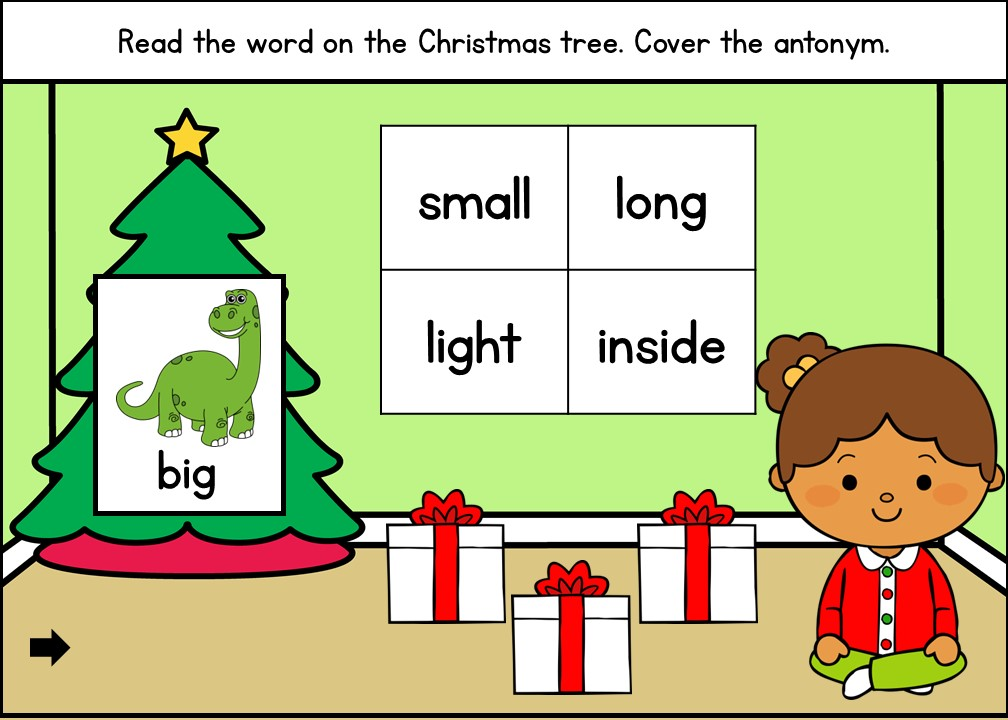 Read the word on the Christmas tree. Cover the antonym.
small long
light inside
big